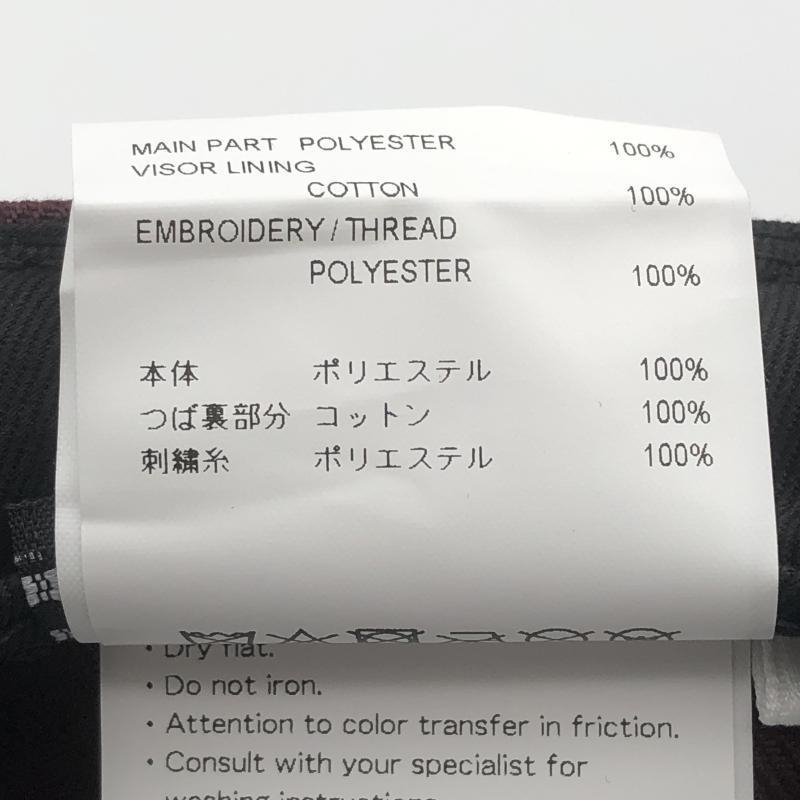 MAIN PART POLYESTER 100%
VISOR LINING
COTTON 100%
EMBROIDERY / THREAD
POLYESTER 100%
本体 ポリエステル 100%
つば裏部分 コットン 100%
刺繍糸 ポリエステル 100%
・Dry flat.
・Do not iron.
・Attention to color transfer in friction.
・Consult with your specialist for
washing instructions